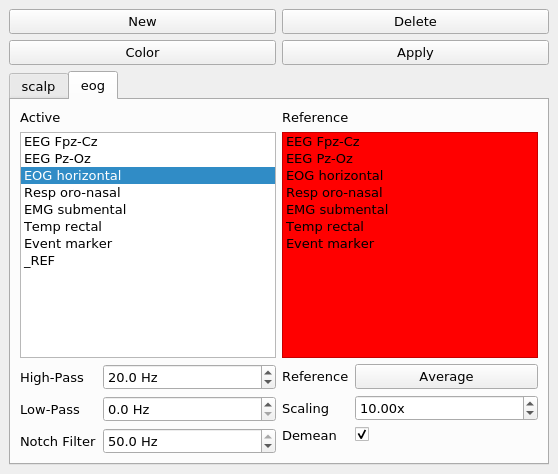 New
Delete
Color
Apply
scalp
eog
Active
Reference
EEG Fpz-Cz
EEG Pz-Oz
EOG horizontal
Resp oro-nasal
EMG submental
Temp rectal
Event marker
_REF
EEG Fpz-Cz
EEG Pz-Oz
EOG horizontal
Resp oro-nasal
EMG submental
Temp rectal
Event marker
High-Pass
20.0 Hz
Reference
Average
Low-Pass
0.0 Hz
Scaling
10.00x
Notch Filter
50.0 Hz
Demean